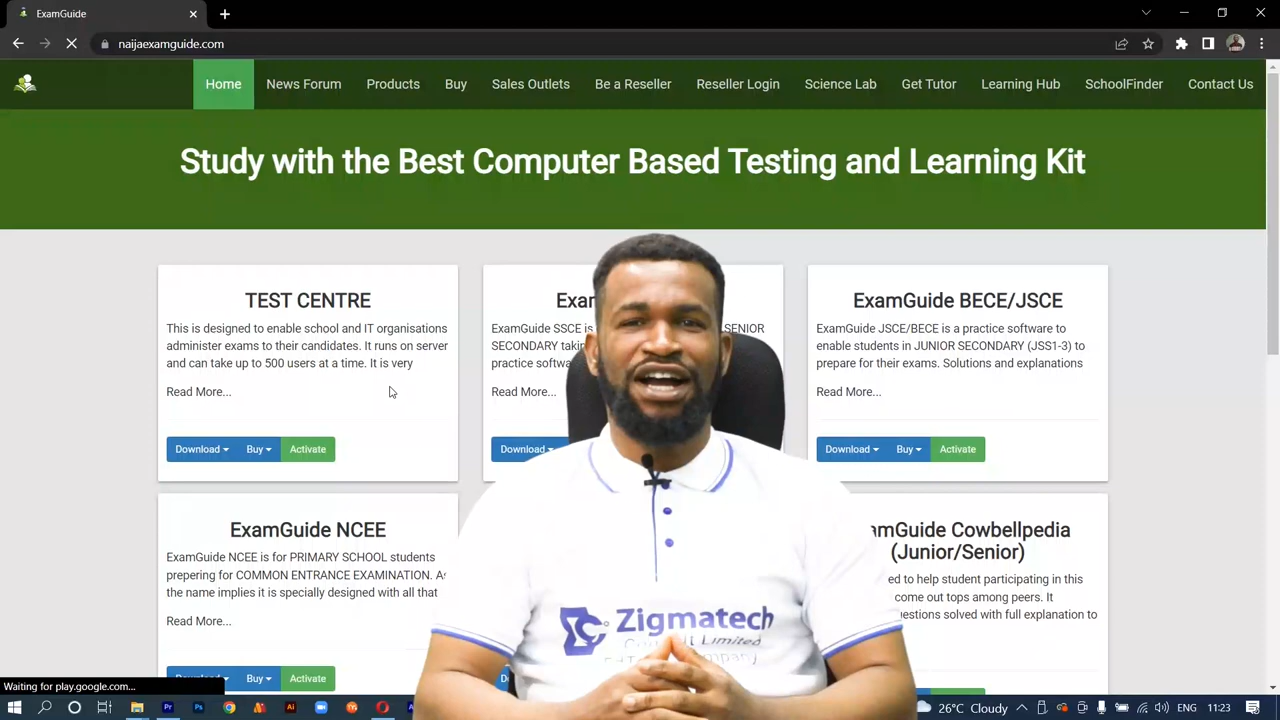 ExamGuide
naijaexamguide.com
Home News Forum Products Buy Sales Outlets Be a Reseller Reseller Login Science Lab Get Tutor Learning Hub SchoolFinder Contact Us
Study with the Best Computer Based Testing and Learning Kit
TEST CENTRE
This is designed to enable school and IT organisations
administer exams to their candidates. It runs on server
and can take up to 500 users at a time. It is very
Read More...
Download Buy Activate
ExamGuide SSCE is
SENIOR
SECONDARY
practice
Read More...
Download
ExamGuide BECE/JSCE
ExamGuide JSCE/BECE is a practice software to
enable students in JUNIOR SECONDARY (JSS1-3) to
prepare for their exams. Solutions and explanations
Read More...
Download Buy Activate
ExamGuide NCEE
ExamGuide NCEE is for PRIMARY SCHOOL students
preparing for COMMON ENTRANCE EXAMINATION. As
the name implies it is specially designed with all that
Read More...
Download Buy Activate
Cowbellpedia
(Junior/Senior)
to help student participating in this
come out tops among peers. It
solved with full explanation to
Zigmatech
Limited
Waiting for play.google.com...
26°C Cloudy ENG 11:23